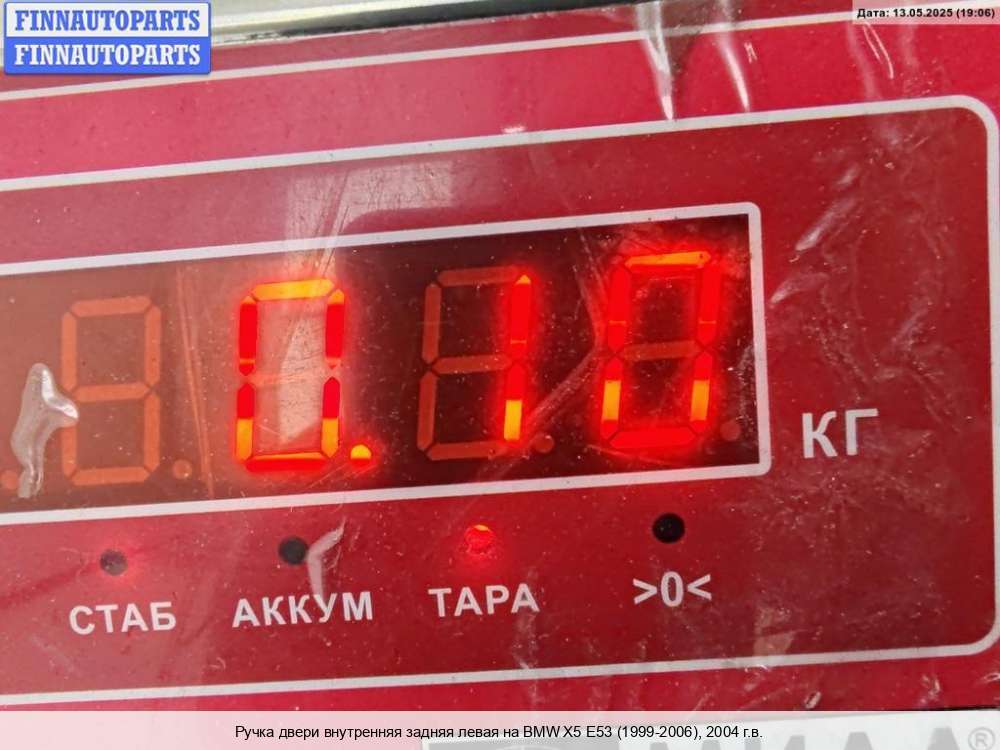 FINNAUTOPARTS
FINNAUTOPARTS
Дата: 13.05.2025 (19:06)
0.10
КГ
СТАБ АККУМ ТАРА >0<
Ручка двери внутренняя задняя левая на BMW X5 E53 (1999-2006), 2004 г.в.